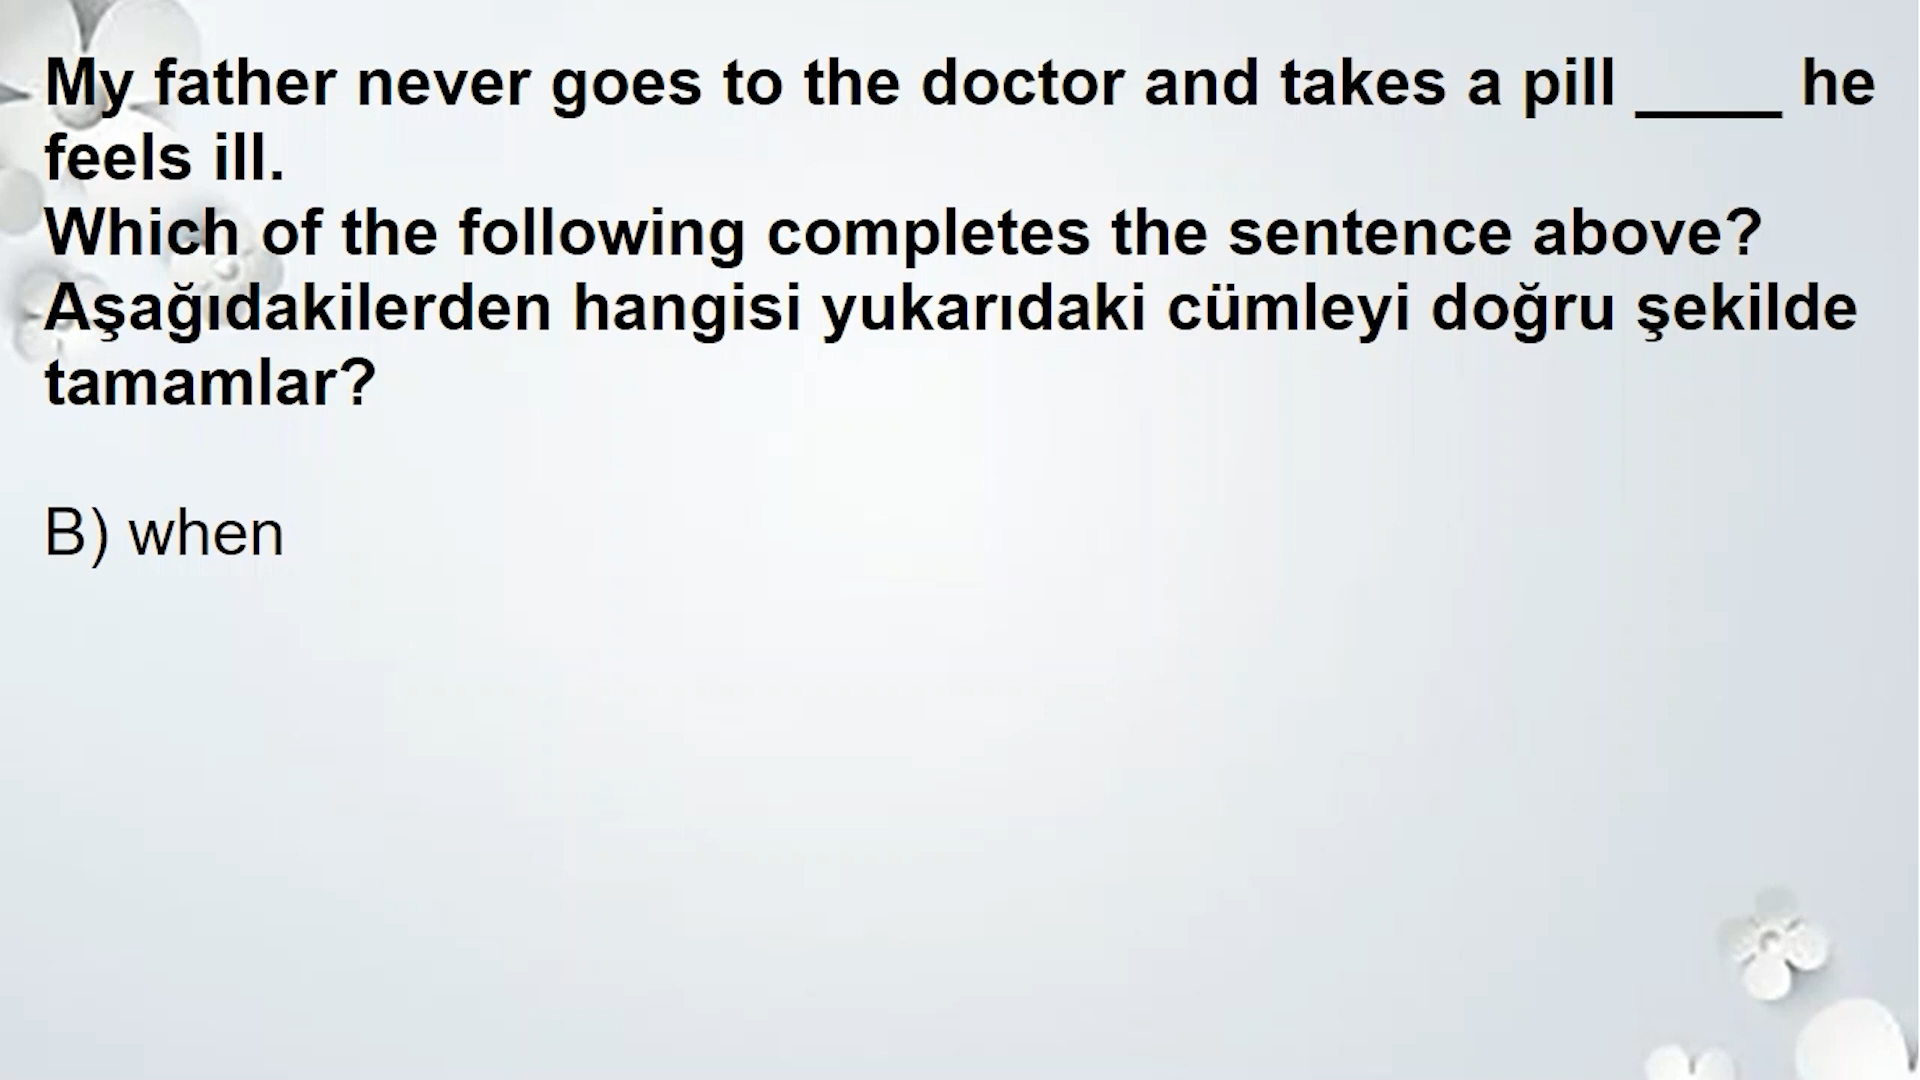 My father never goes to the doctor and takes a pill ____ he
feels ill.
Which of the following completes the sentence above?
Aşağıdakilerden hangisi yukarıdaki cümleyi doğru şekilde
tamamlar?
B) when